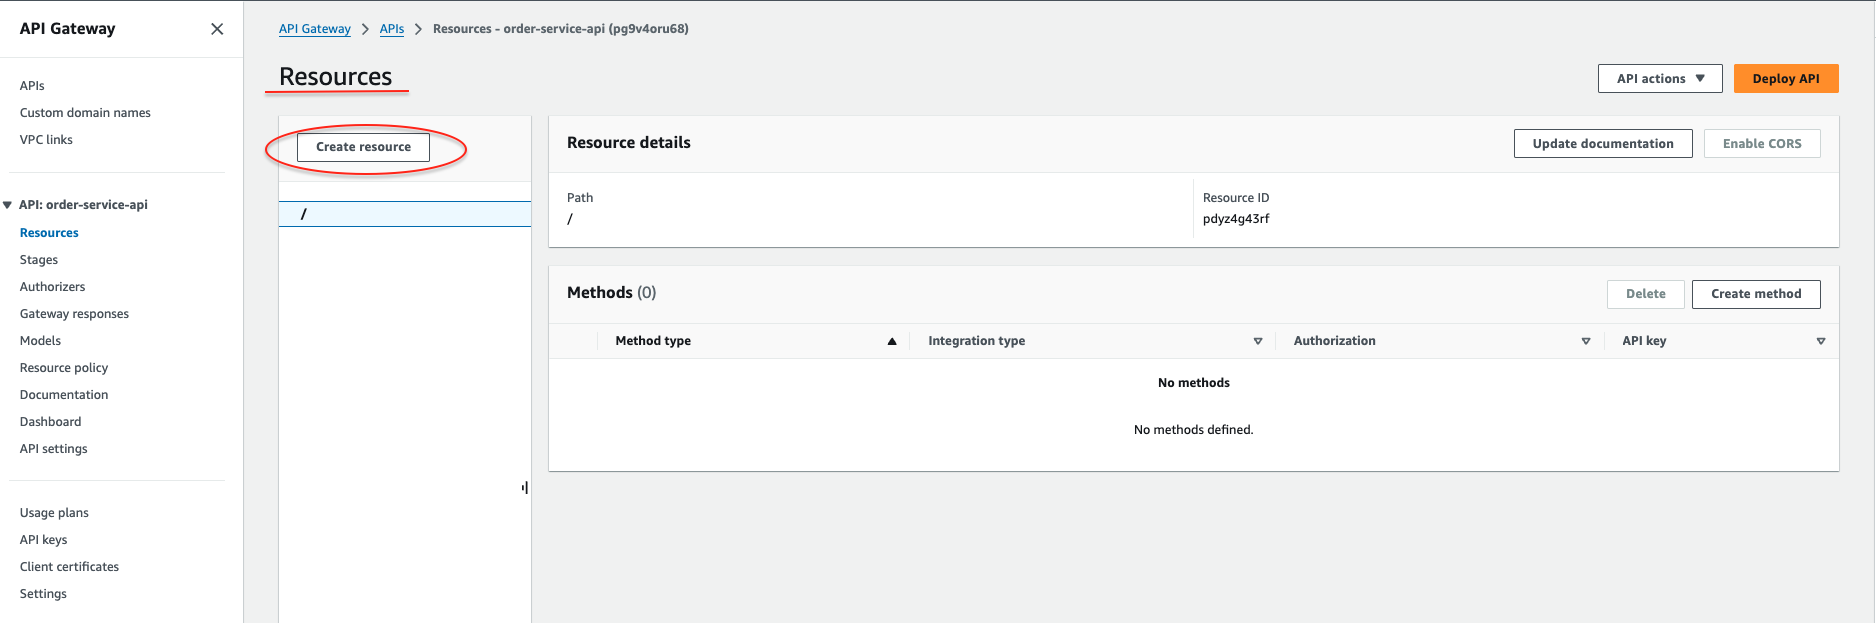 API Gateway
APIs
Custom domain names
VPC links
API: order-service-api
Resources
Stages
Authorizers
Gateway responses
Models
Resource policy
Documentation
Dashboard
API settings
Usage plans
API keys
Client certificates
Settings
API Gateway > APIs > Resources - order-service-api (pg9v4oru68)
Resources
API actions
Deploy API
Create resource
/
Resource details
Update documentation
Enable CORS
Path
/
Resource ID
pdyz4g43rf
Methods (0)
Delete
Create method
Method type
Integration type
Authorization
API key
No methods
No methods defined.